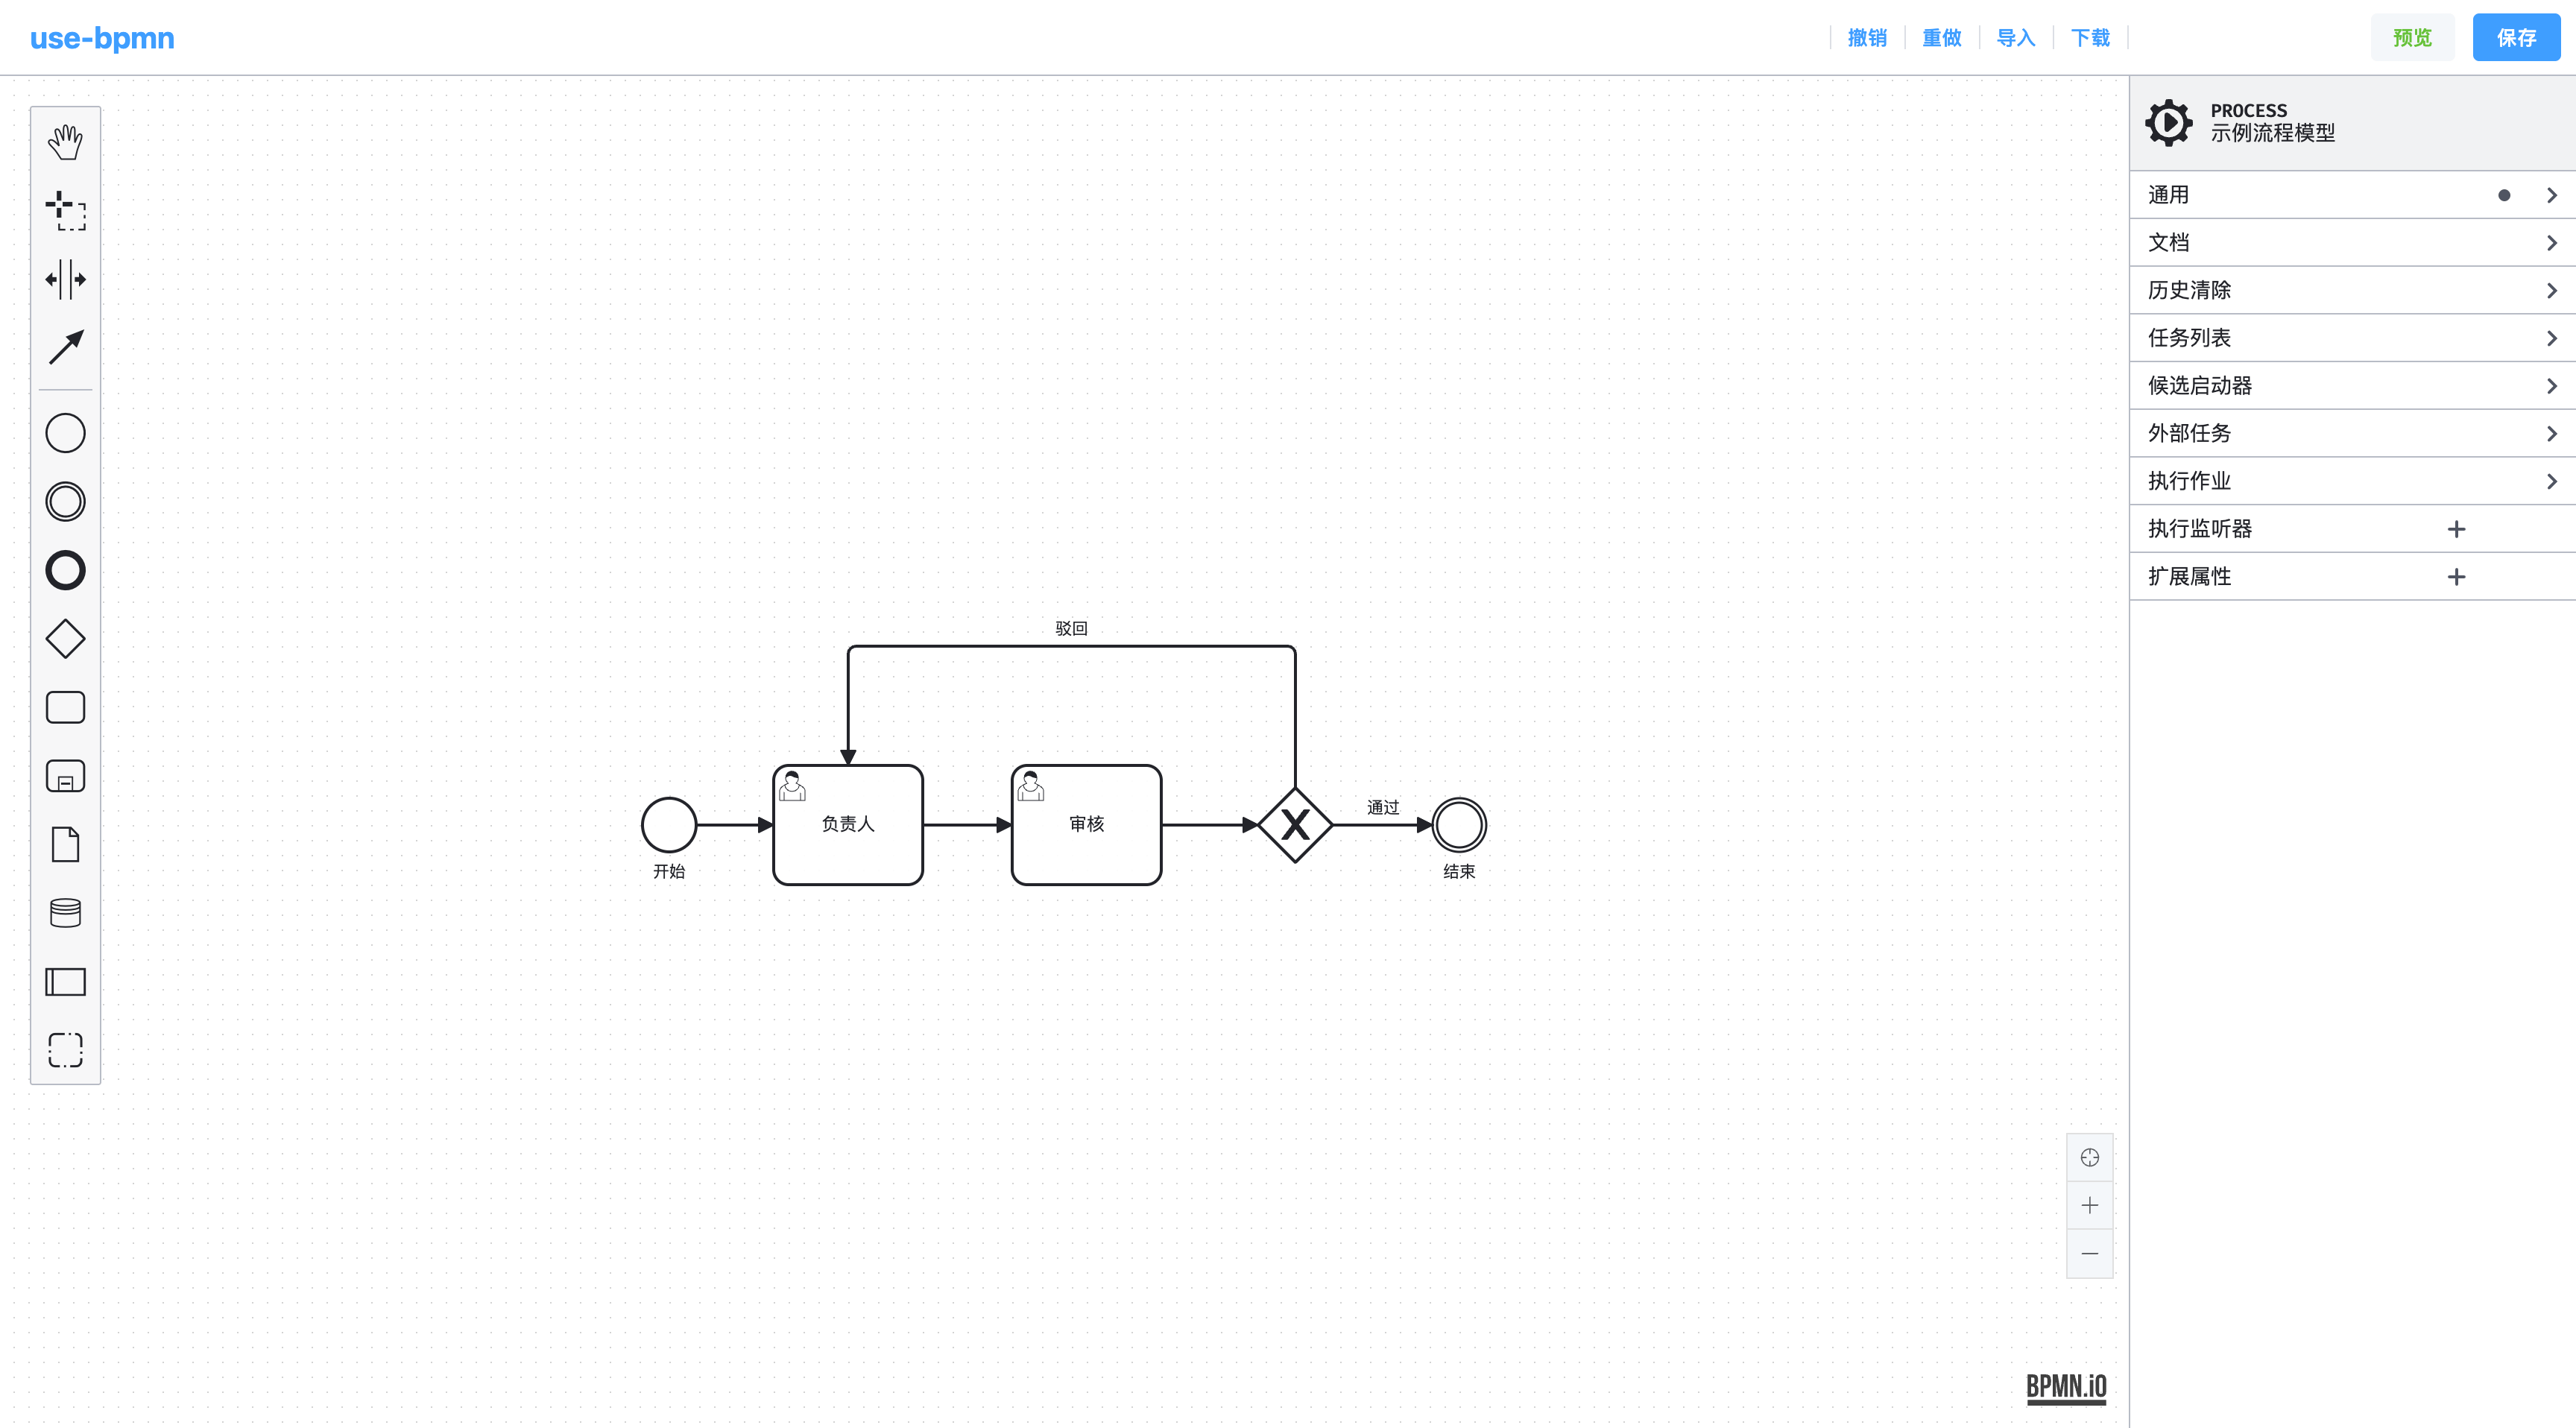 use-bpmn
撤销
重做
导入
下载
预览
保存
PROCESS
示例流程模型
通用
文档
历史清除
任务列表
候选启动器
外部任务
执行作业
执行监听器
扩展属性
驳回
负责人
审核
通过
开始
结束
BPMN.iO